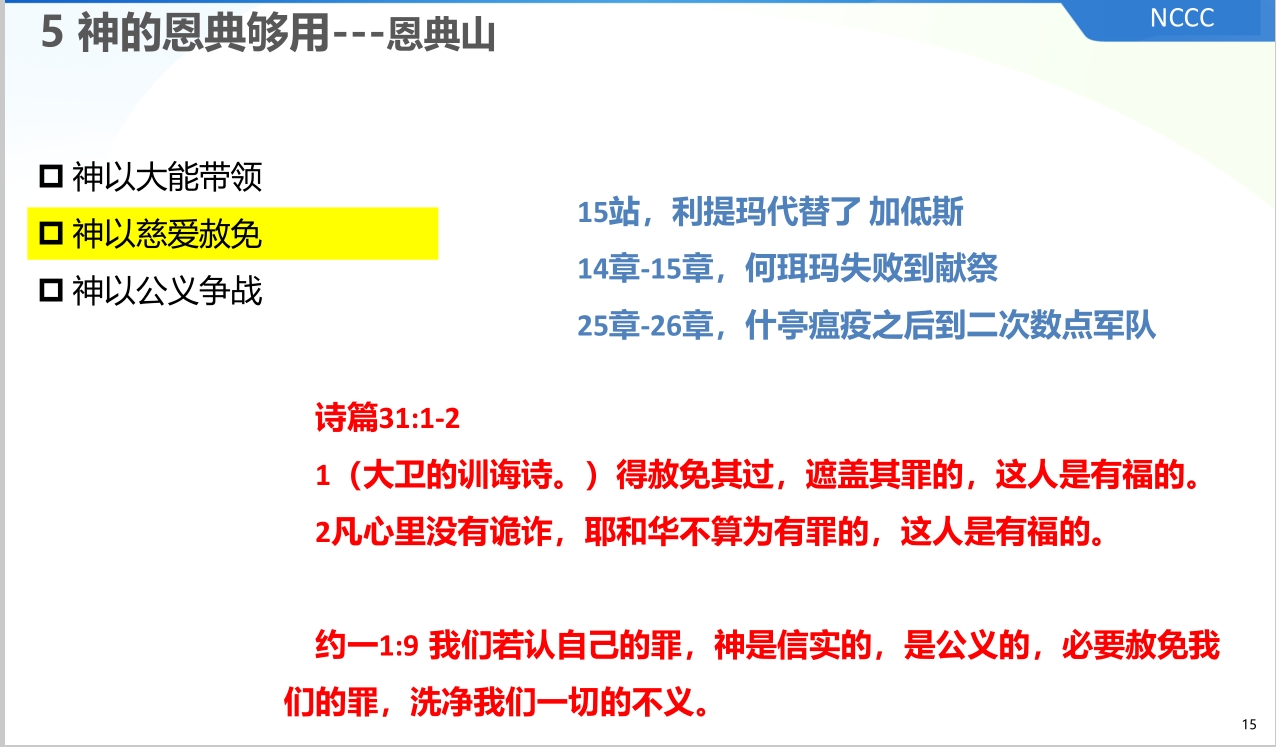 5 神的恩典够用---恩典山
NCCC
神以大能带领
神以慈爱赦免
神以公义争战
15站，利提玛代替了 加低斯
14章-15章，何珥玛失败到献祭
25章-26章，什亭瘟疫之后到二次数点军队
诗篇31:1-2
1（大卫的训诲诗。）得赦免其过，遮盖其罪的，这人是有福的。
2凡心里没有诡诈，耶和华不算为有罪的，这人是有福的。
约一1:9 我们若认自己的罪，神是信实的，是公义的，必要赦免我
们的罪，洗净我们一切的不义。
15